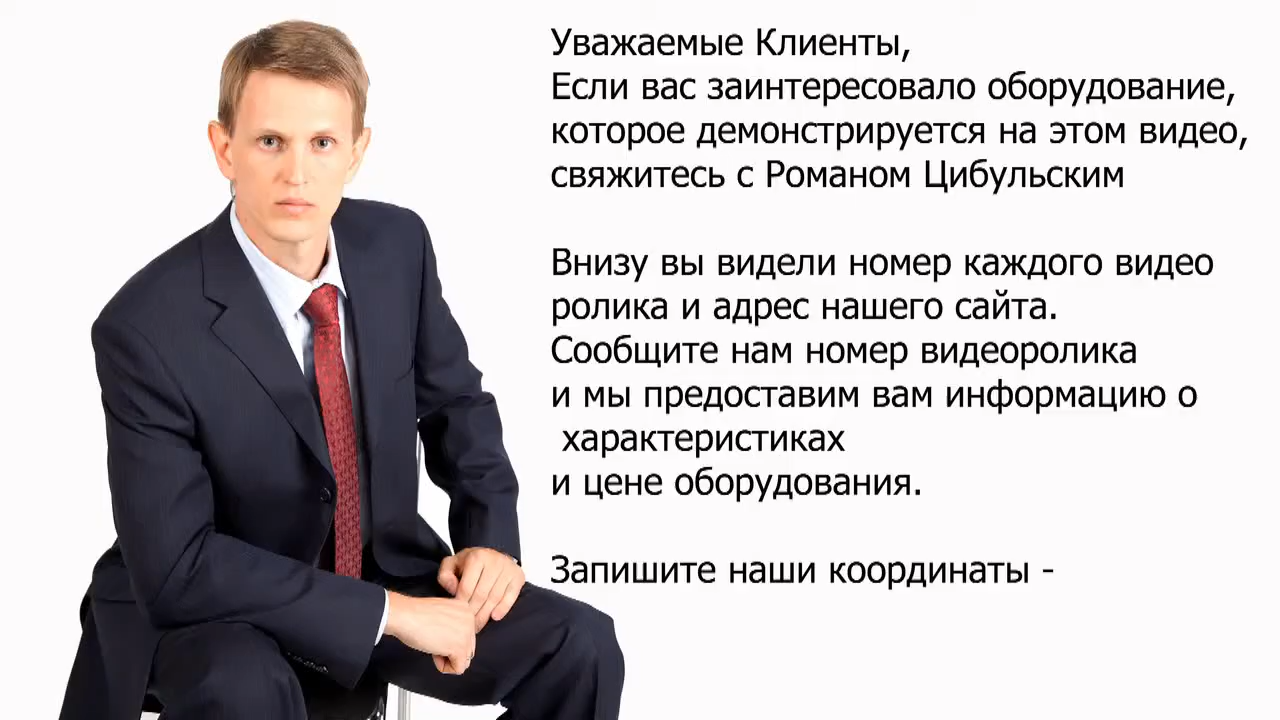 Уважаемые Клиенты,
Если вас заинтересовало оборудование,
которое демонстрируется на этом видео,
свяжитесь с Романом Цибульским
Внизу вы видели номер каждого видео
ролика и адрес нашего сайта.
Сообщите нам номер видеоролика
и мы предоставим вам информацию о
характеристиках
и цене оборудования.
Запишите наши координаты -